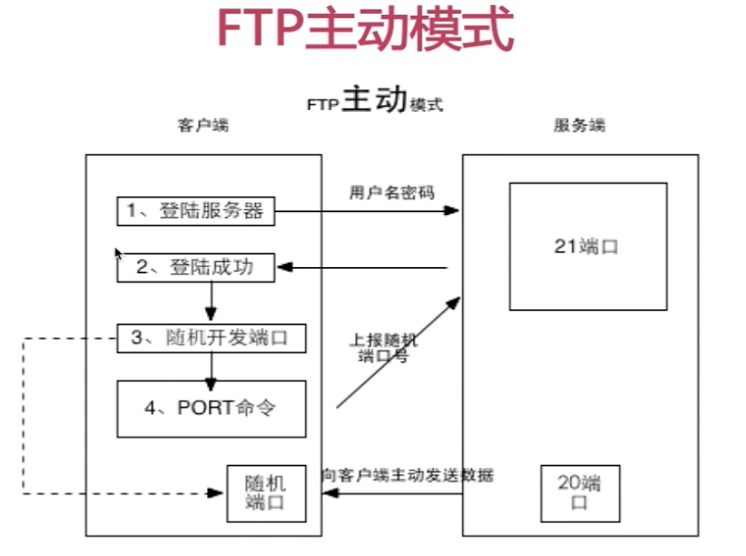 FTP主动模式
FTP主动模式
客户端
服务端
用户名密码
1、登陆服务器
21端口
2、登陆成功
3、随机开发端口
上报随机
端口号
4、PORT命令
向客户端主动发送数据
随机
端口
20端
口